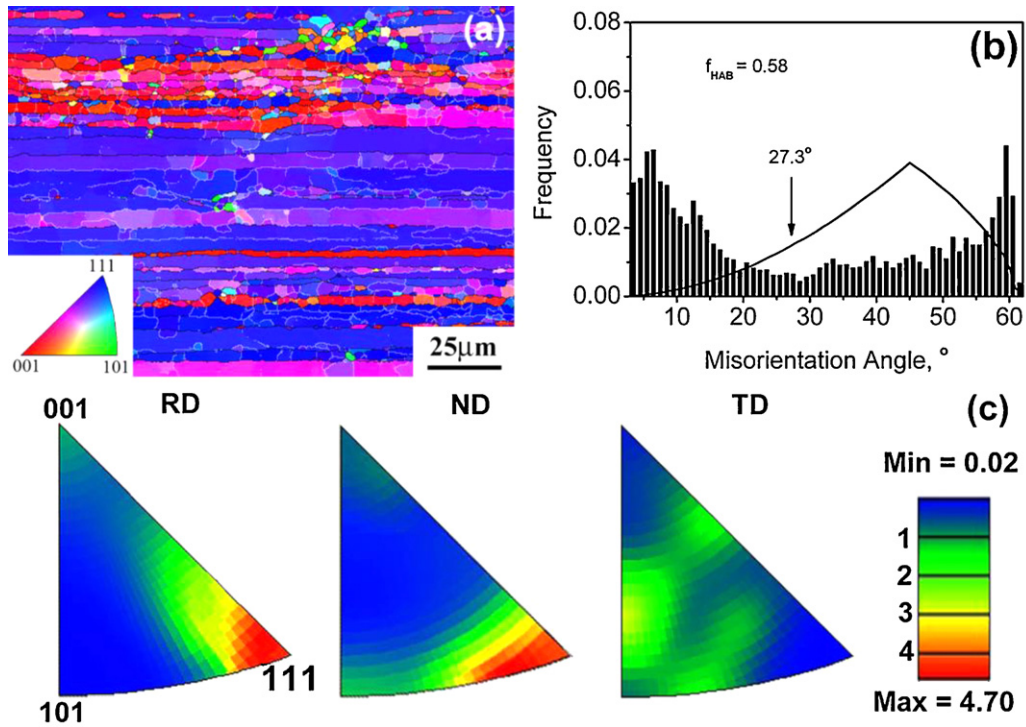 (a)
111
001
101
25µm
(b)
0.08
0.06
0.04
0.02
0.00
Frequency
f HAB = 0.58
27.3°
10
20
30
40
50
60
Misorientation Angle, °
RD
ND
TD
(c)
001
101
111
Min = 0.02
1
2
3
4
Max = 4.70